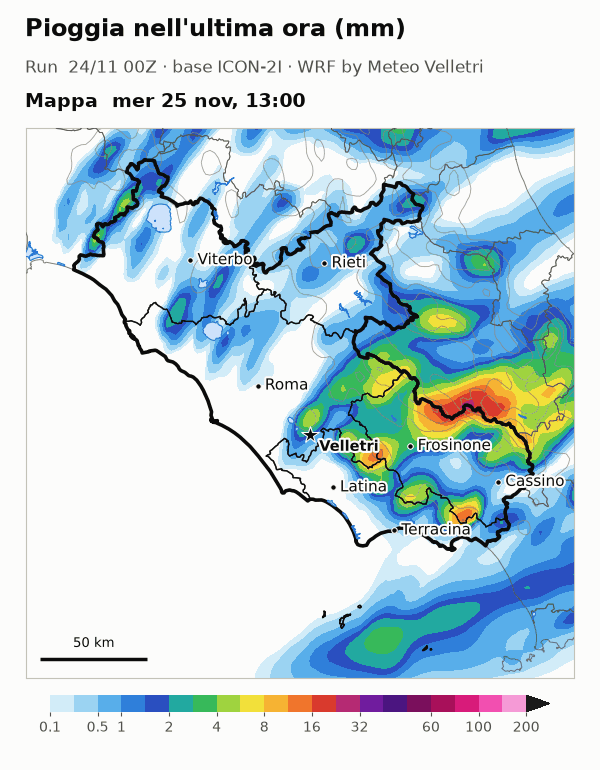 Pioggia nell'ultima ora (mm)
Run  24/11 00Z · base ICON-2I · WRF by Meteo Velletri
Mappa  mer 25 nov, 13:00
Viterbo
Rieti
Roma
Velletri
Frosinone
Latina
Cassino
Terracina
50 km
0.1 0.5 1 2 4 8 16 32 60 100 200